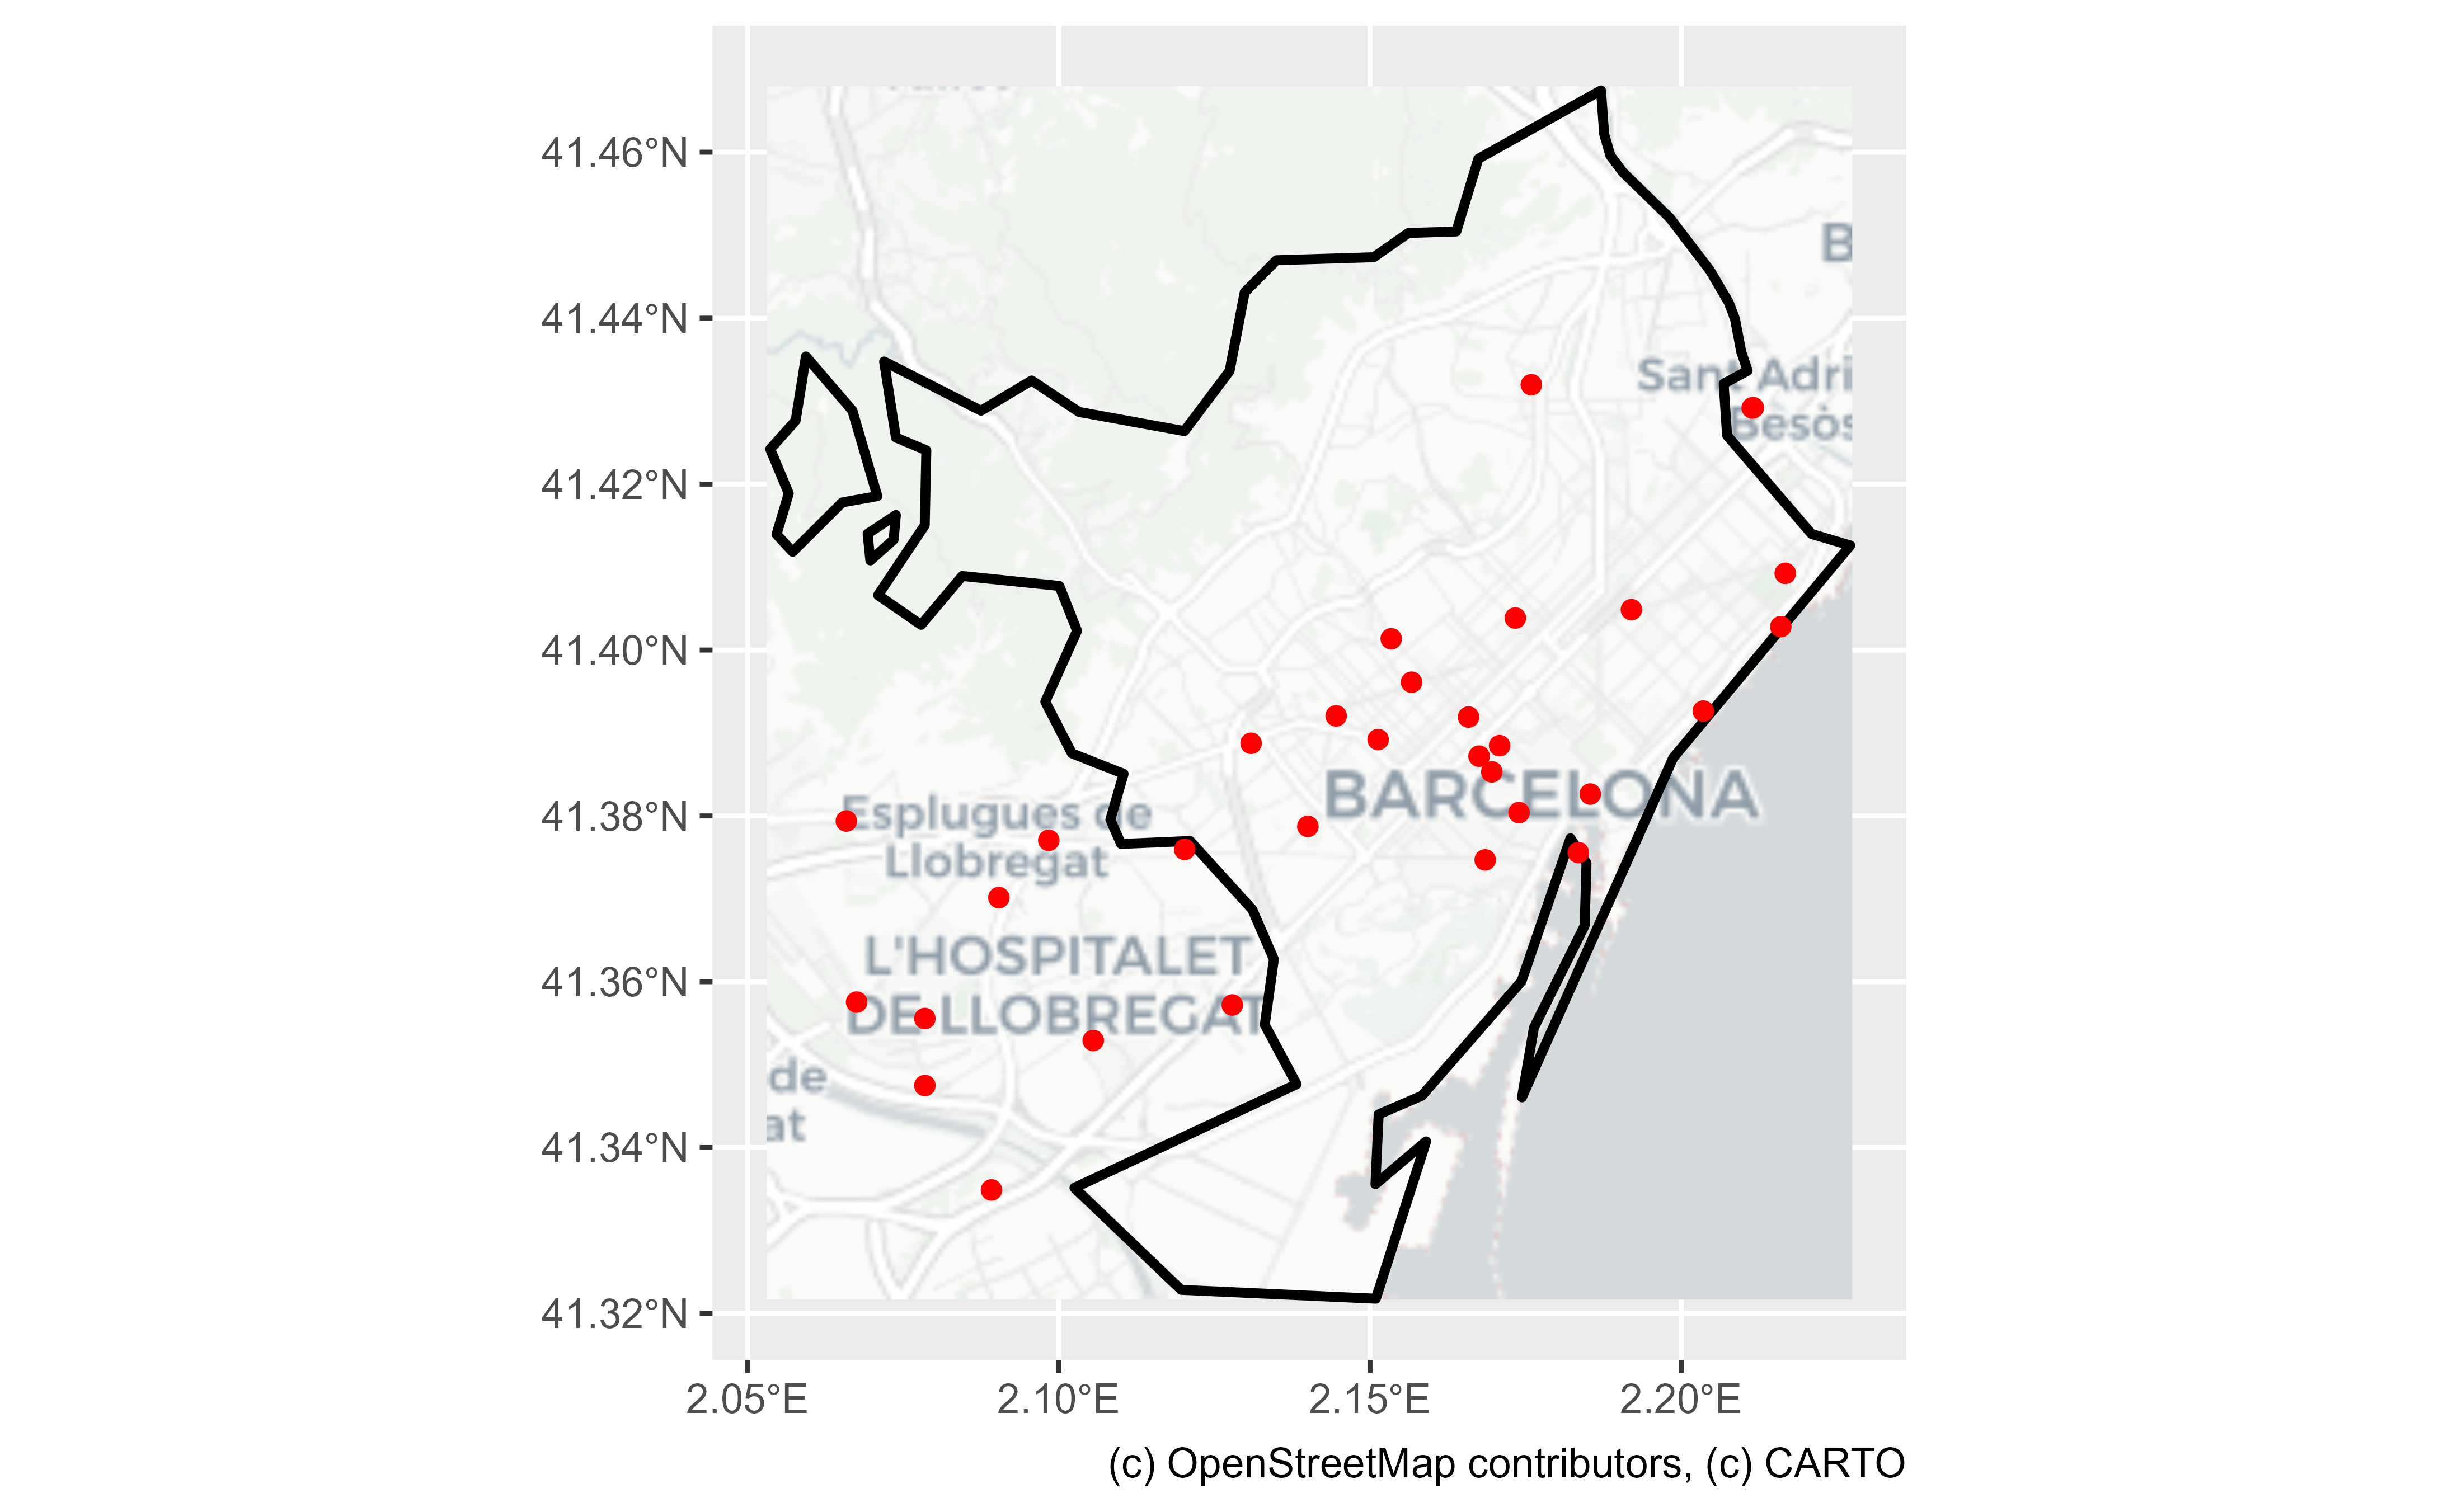 41.46°N
41.44°N
41.42°N
41.40°N
41.38°N
41.36°N
41.34°N
41.32°N
B
Sant Adri
Besòs
BARCELONA
Esplugues de
Llobregat
L'HOSPITALET
DE LLOBREGAT
de
at
2.05°E 2.10°E 2.15°E 2.20°E
(c) OpenStreetMap contributors, (c) CARTO